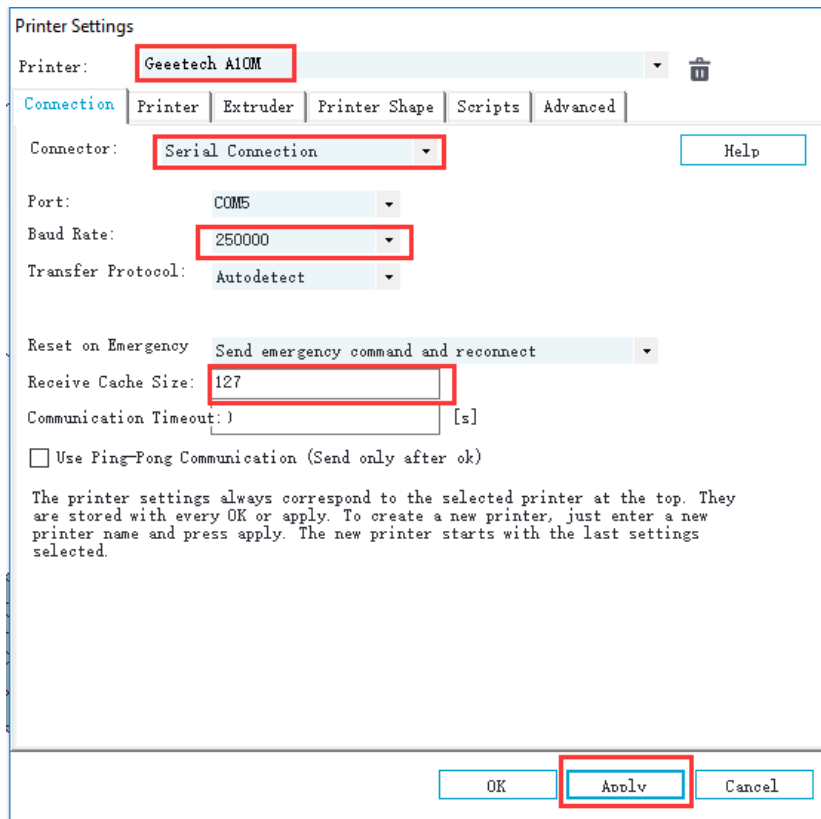 Printer Settings
Printer: Geeetech A10M
Connection Printer Extruder Printer Shape Scripts Advanced
Connector: Serial Connection Help
Port: COM5
Baud Rate: 250000
Transfer Protocol: Autodetect
Reset on Emergency Send emergency command and reconnect
Receive Cache Size: 127
Communication Timeout: ) [s]
Use Ping-Pong Communication (Send only after ok)
The printer settings always correspond to the selected printer at the top. They
are stored with every OK or apply. To create a new printer, just enter a new
printer name and press apply. The new printer starts with the last settings
selected.
OK Apply Cancel